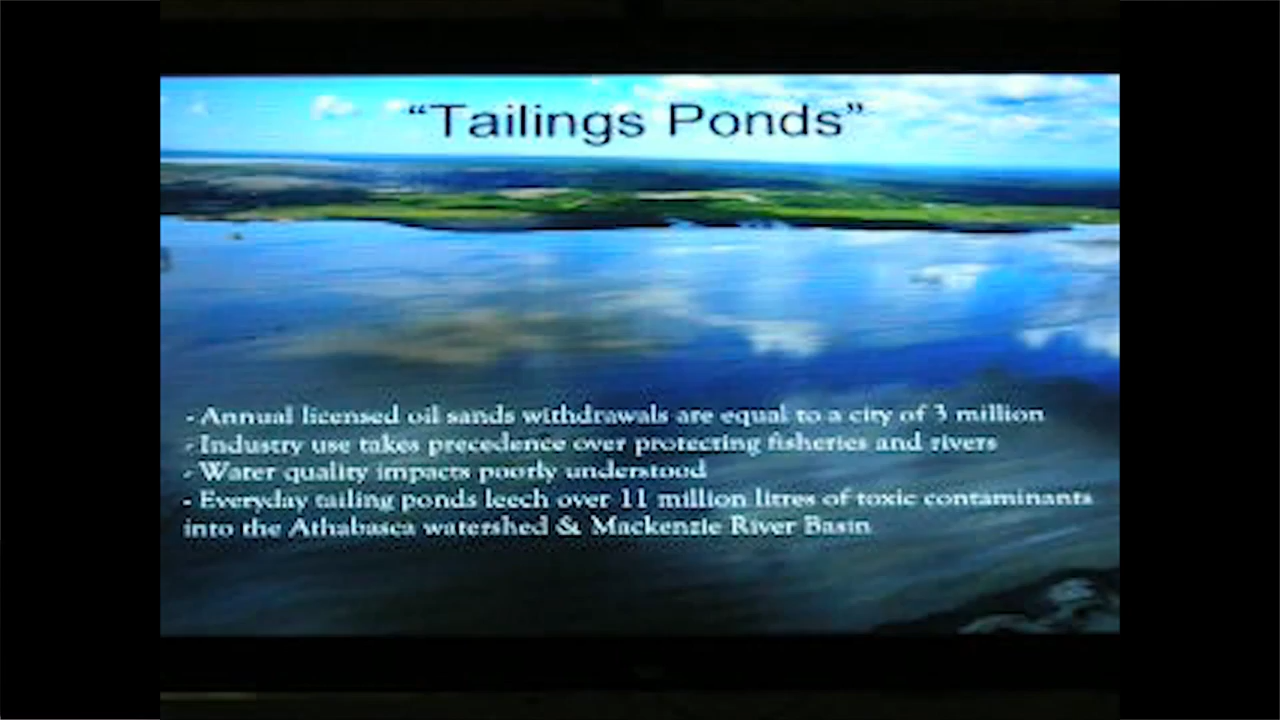 “Tailings Ponds”
- Annual licensed oil sands withdrawals are equal to a city of 3 million
- Industry use takes precedence over protecting fisheries and rivers
- Water quality impacts poorly understood
- Everyday tailing ponds leech over 11 million litres of toxic contaminants
into the Athabasca watershed & Mackenzie River Basin